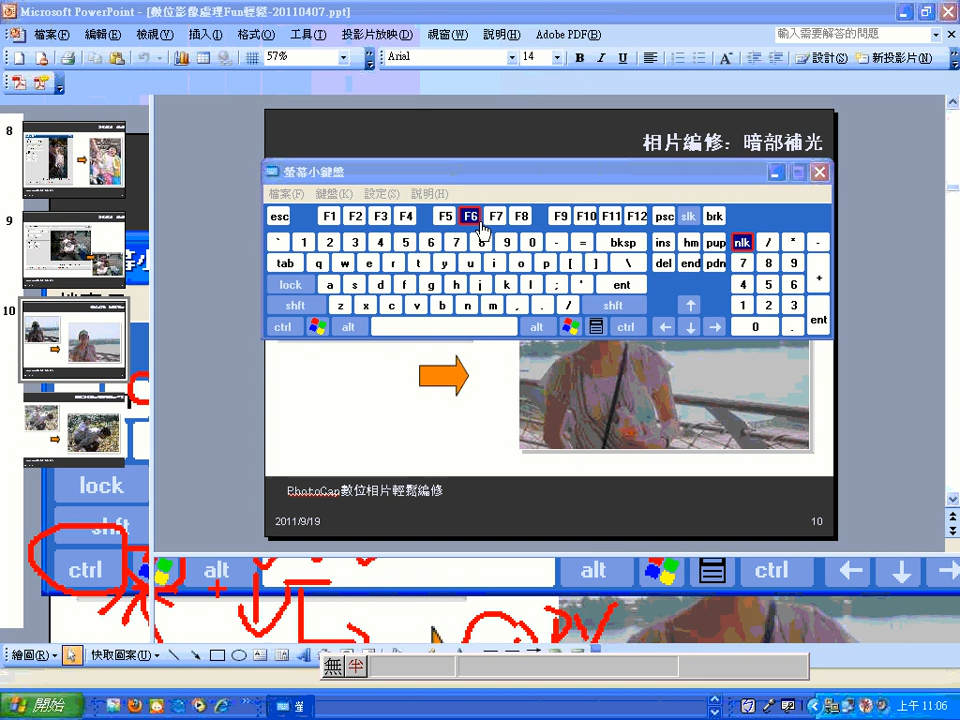 Microsoft PowerPoint - [數位影像處理Fun輕鬆-20110407.ppt]
檔案(F) 編輯(E) 檢視(V) 插入(I) 格式(O) 工具(T) 投影片放映(D) 視窗(W) 說明(H) Adobe PDF(B) 輸入需要解答的問題
57% Arial 14 B I U A 設計(S) 新投影片(N)
8
9
10
相片編修：暗部補光
螢幕小鍵盤
檔案(F) 鍵盤(K) 設定(S) 說明(H)
esc F1 F2 F3 F4 F5 F6 F7 F8 F9 F10 F11 F12 psc slk brk
` 1 2 3 4 5 6 7 8 9 0 - = bksp ins hm pup nlk / * -
tab q w e r t y u i o p [ ] \ del end pdn 7 8 9 +
lock a s d f g h j k l ; ' ent 4 5 6
shft z x c v b n m , . / shft ↑ 1 2 3 ent
ctrl alt alt ctrl ← ↓ → 0 .
PhotoCap數位相片輕鬆編修
2011/9/19 10
lock
shft
ctrl alt alt ctrl ← ↓ →
繪圖(R) 快取圖案(U)
無 半
開始 上午 11:06